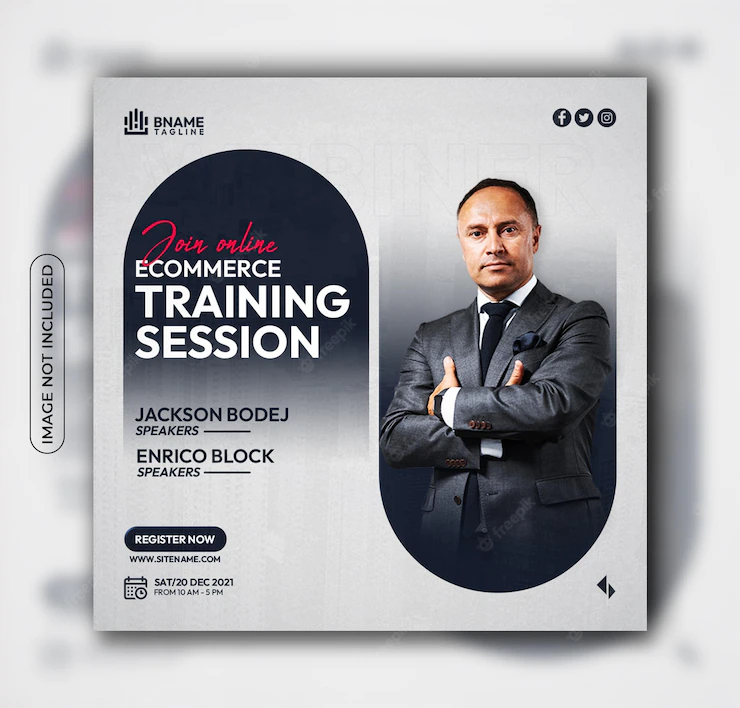 BNAME
TAGLINE
Join online
ECOMMERCE
TRAINING
SESSION
JACKSON BODEJ
SPEAKERS
ENRICO BLOCK
SPEAKERS
REGISTER NOW
WWW.SITENAME.COM
SAT/20 DEC 2021
FROM 10 AM - 5 PM
IMAGE NOT INCLUDED
freepik